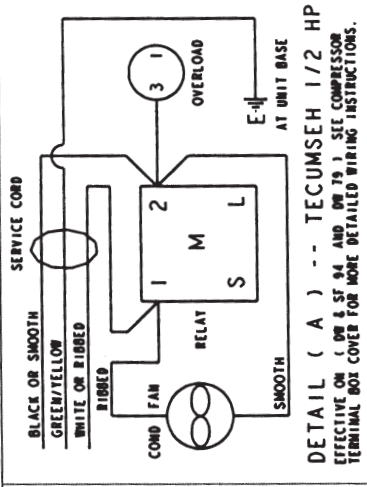 SERVICE CORD
BLACK OR SMOOTH
GREEN/YELLOW
WHITE OR RIBBED
RIBBED
COND FAN
SMOOTH
RELAY
1
2
M
S
L
3 1
OVERLOAD
E
AT UNIT BASE
DETAIL ( A ) -- TECUMSEH 1/2 HP
EFFECTIVE ON ( DW & SF 94 AND DW 79 ) SEE COMPRESSOR
TERMINAL BOX COVER FOR MORE DETAILED WIRING INSTRUCTIONS.